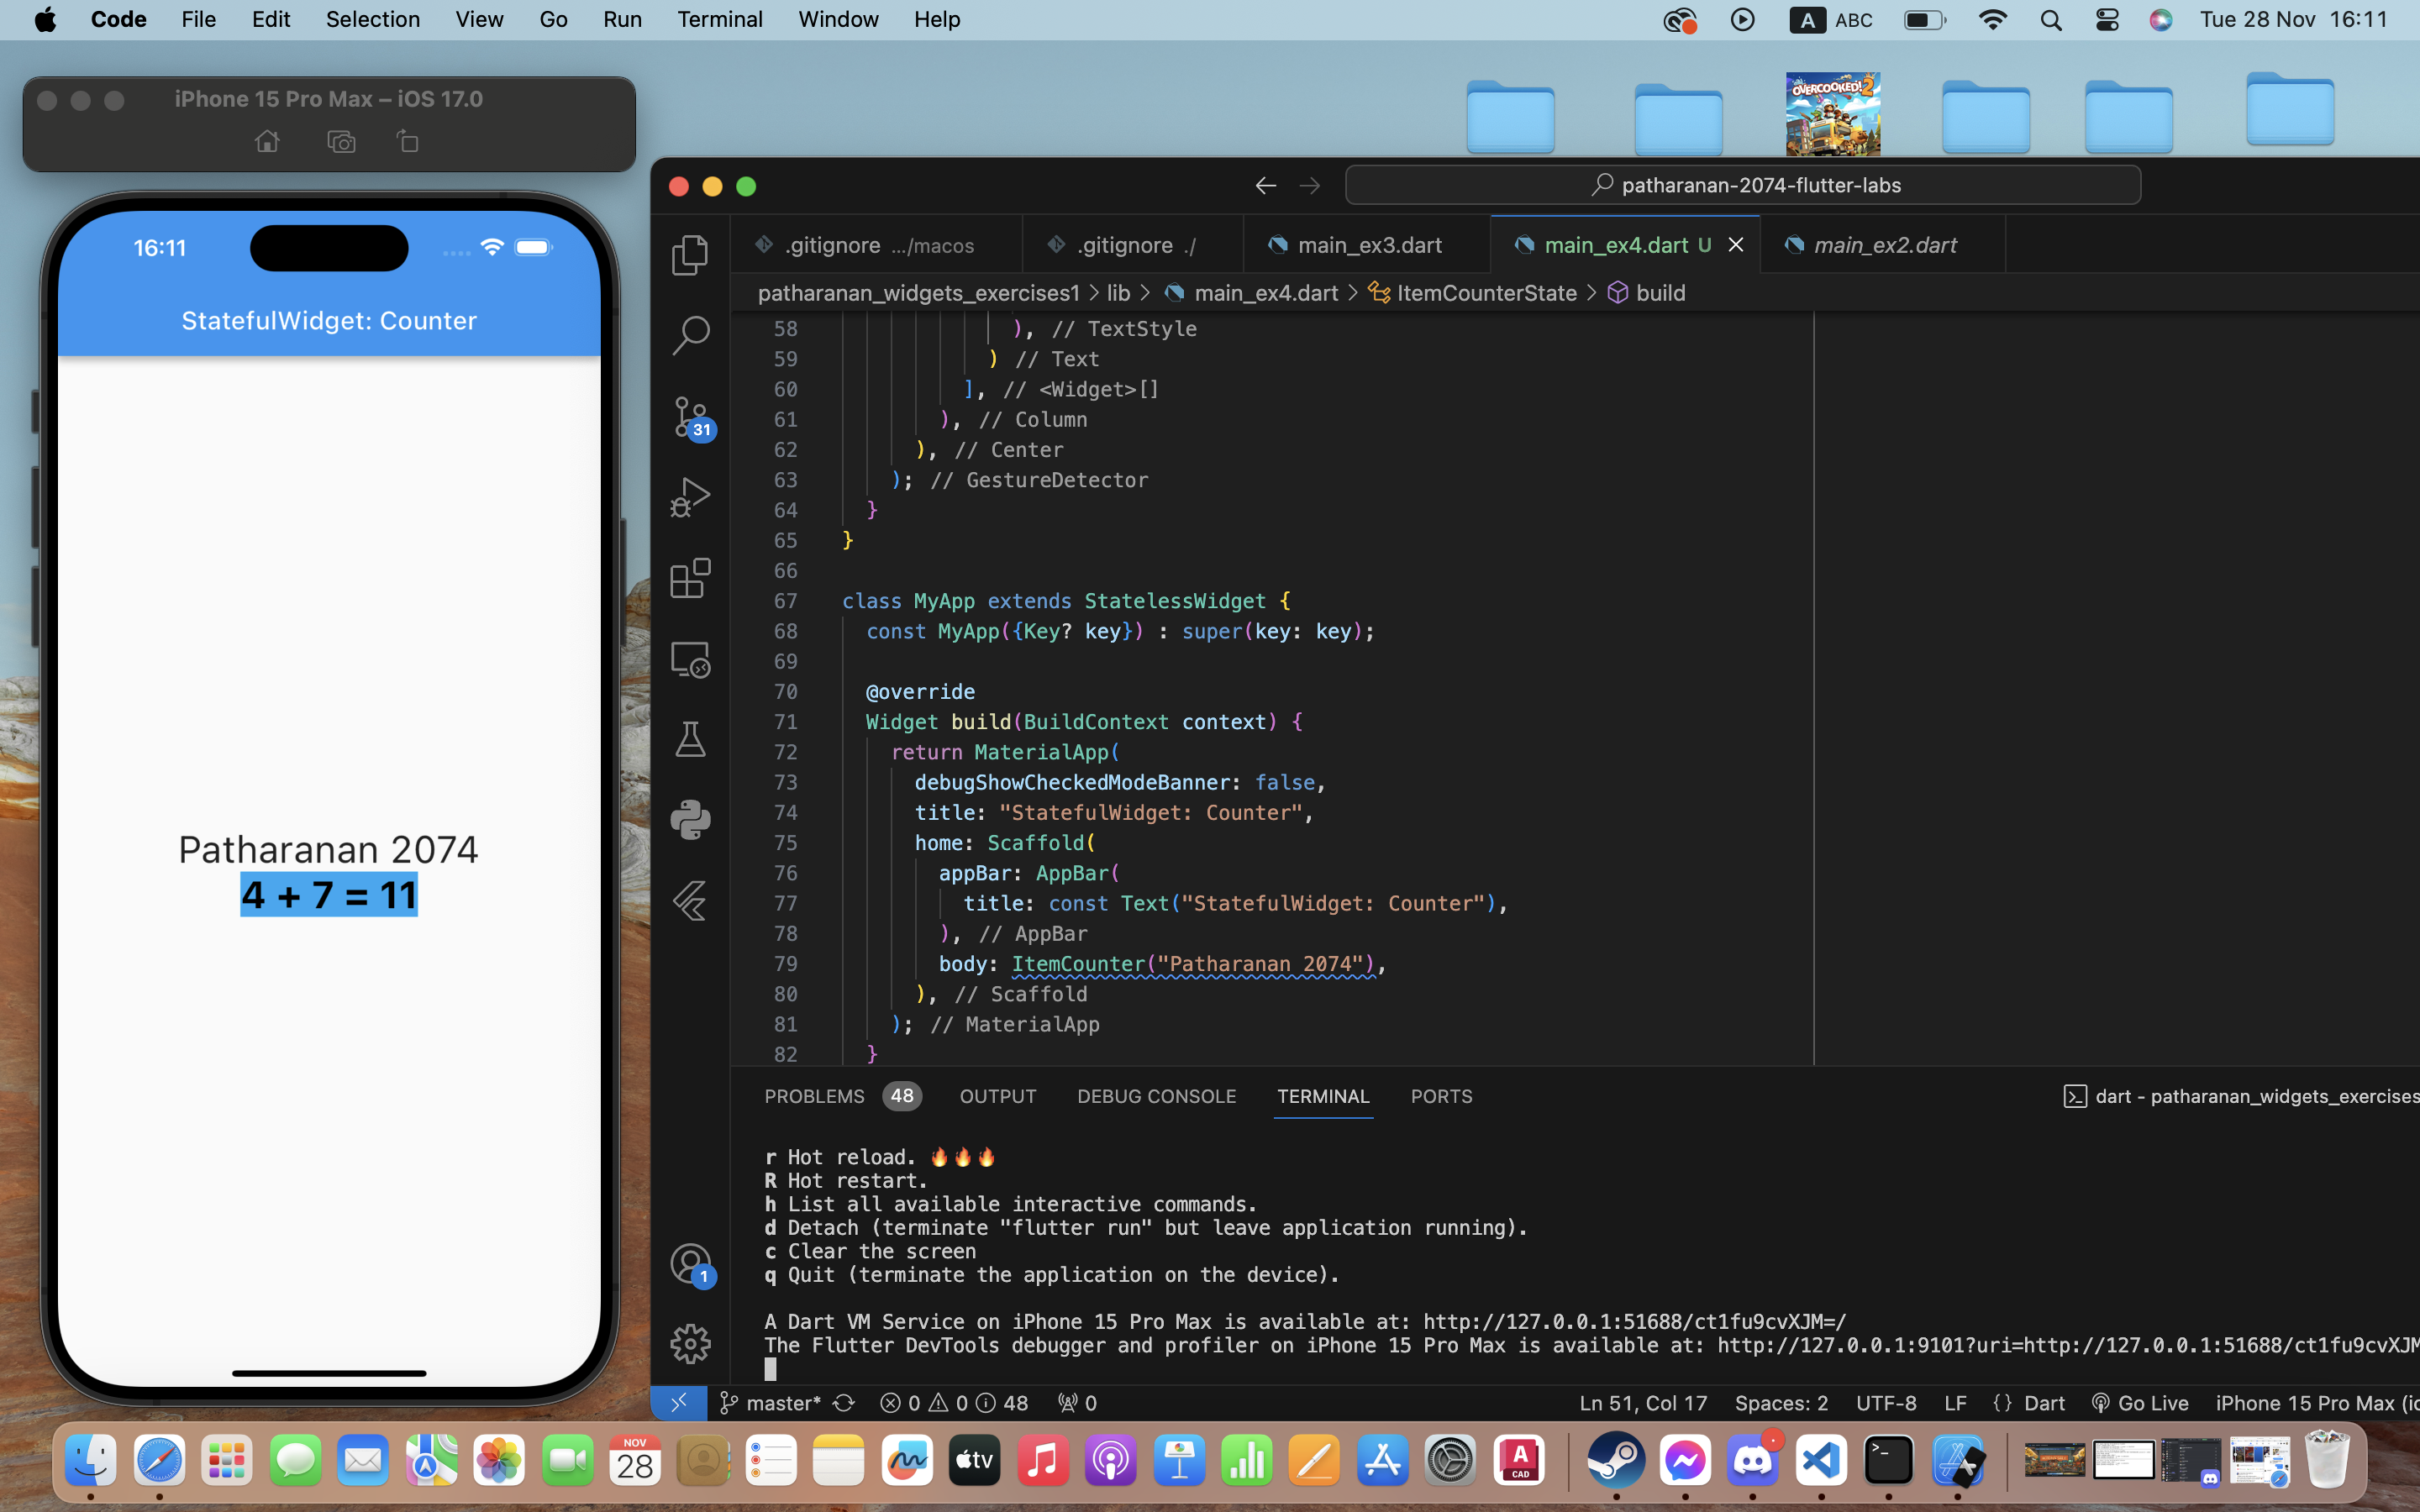 Code File Edit Selection View Go Run Terminal Window Help
A ABC Tue 28 Nov 16:11
iPhone 15 Pro Max – iOS 17.0
OVERCOOKED! 2
16:11
StatefulWidget: Counter
Patharanan 2074
4 + 7 = 11
patharanan-2074-flutter-labs
.gitignore .../macos
.gitignore ./
main_ex3.dart
main_ex4.dart U
main_ex2.dart
patharanan_widgets_exercises1 > lib > main_ex4.dart > ItemCounterState > build
31
1
58 ), // TextStyle
59 ) // Text
60 ], // <Widget>[]
61 ), // Column
62 ), // Center
63 ); // GestureDetector
64 }
65 }
66
67 class MyApp extends StatelessWidget {
68 const MyApp({Key? key}) : super(key: key);
69
70 @override
71 Widget build(BuildContext context) {
72 return MaterialApp(
73 debugShowCheckedModeBanner: false,
74 title: "StatefulWidget: Counter",
75 home: Scaffold(
76 appBar: AppBar(
77 title: const Text("StatefulWidget: Counter"),
78 ), // AppBar
79 body: ItemCounter("Patharanan 2074"),
80 ), // Scaffold
81 ); // MaterialApp
82 }
PROBLEMS 48 OUTPUT DEBUG CONSOLE TERMINAL PORTS
dart - patharanan_widgets_exercises
r Hot reload. 🔥🔥🔥
R Hot restart.
h List all available interactive commands.
d Detach (terminate "flutter run" but leave application running).
c Clear the screen
q Quit (terminate the application on the device).
A Dart VM Service on iPhone 15 Pro Max is available at: http://127.0.0.1:51688/ct1fu9cvXJM=/
The Flutter DevTools debugger and profiler on iPhone 15 Pro Max is available at: http://127.0.0.1:9101?uri=http://127.0.0.1:51688/ct1fu9cvXJM
master* 0 0 48 0
Ln 51, Col 17 Spaces: 2 UTF-8 LF {} Dart Go Live iPhone 15 Pro Max (io
NOV
28
tv
A
CAD